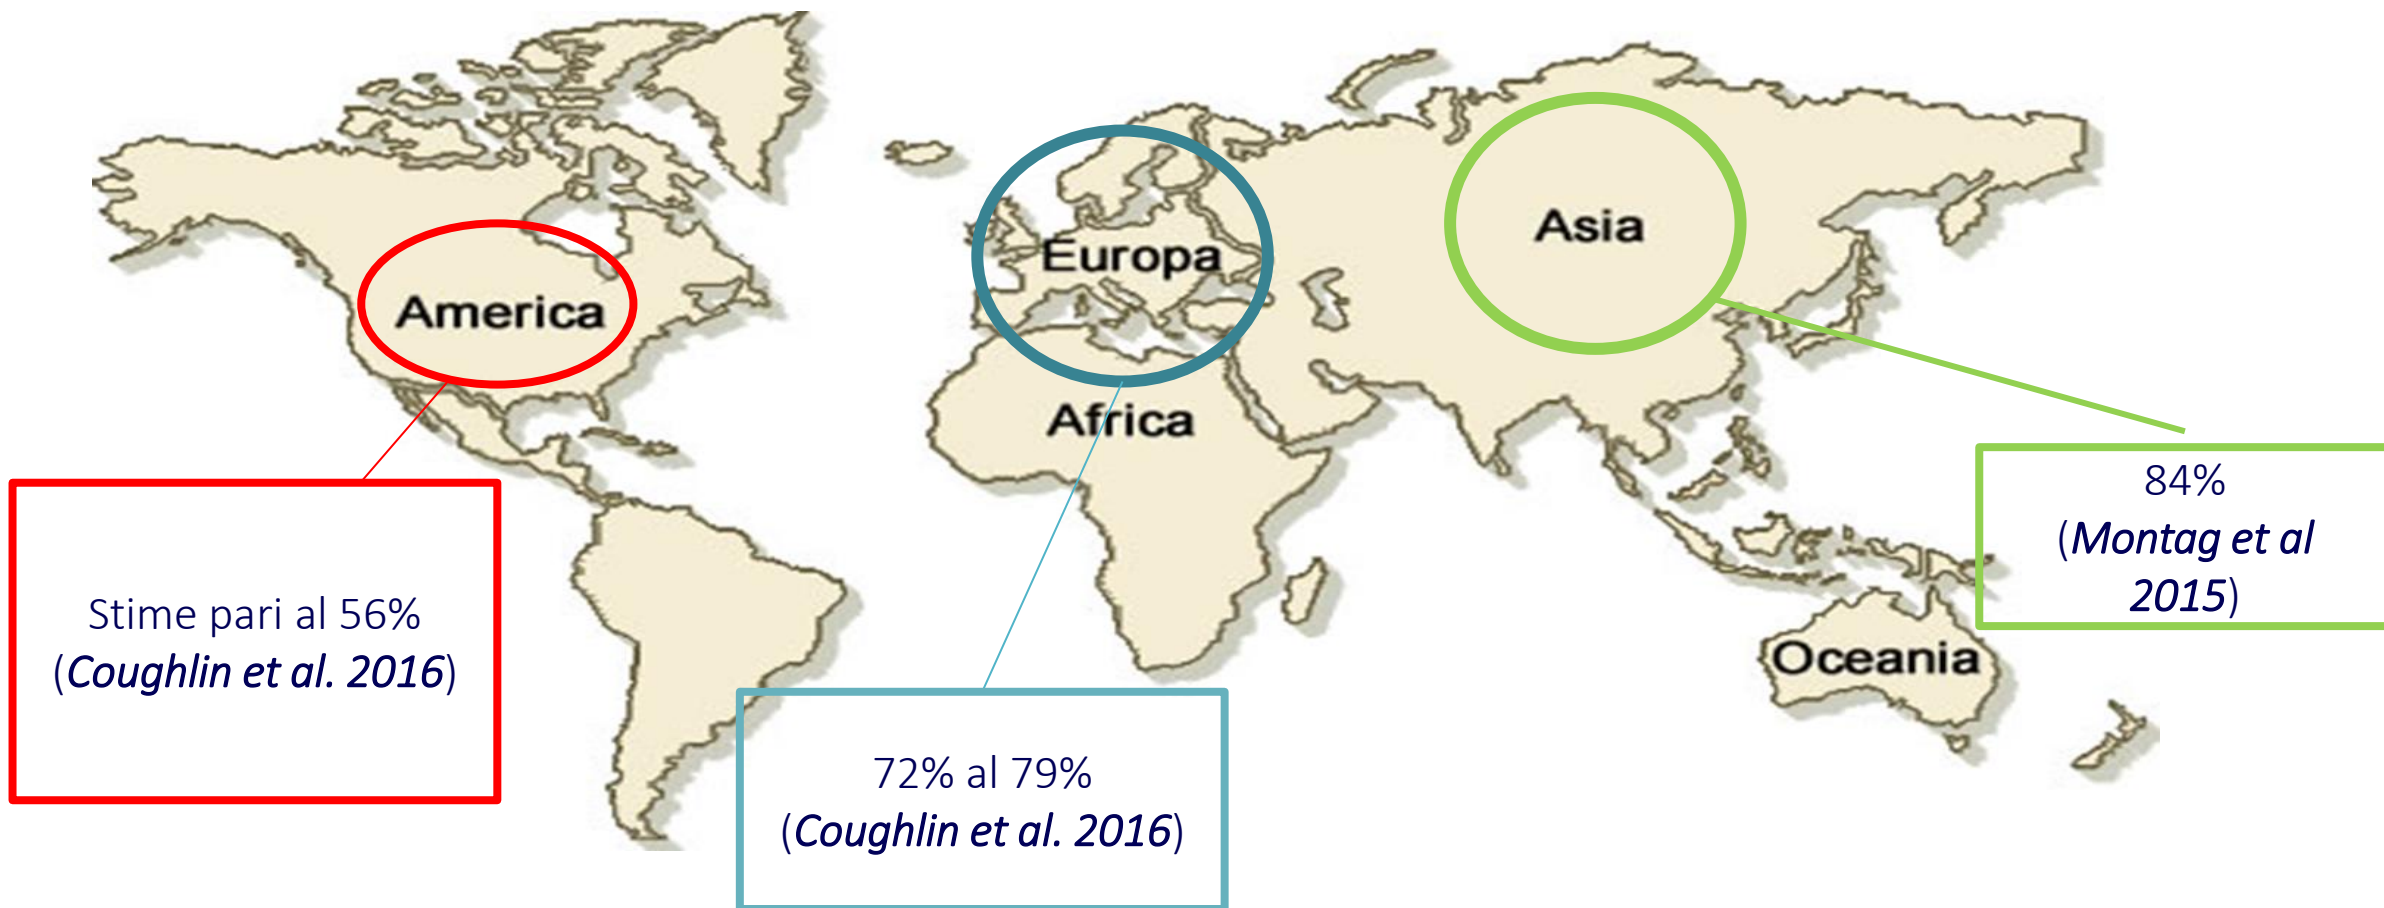 America
Europa
Asia
Africa
Oceania
Stime pari al 56%
(Coughlin et al. 2016)
72% al 79%
(Coughlin et al. 2016)
84%
(Montag et al
2015)